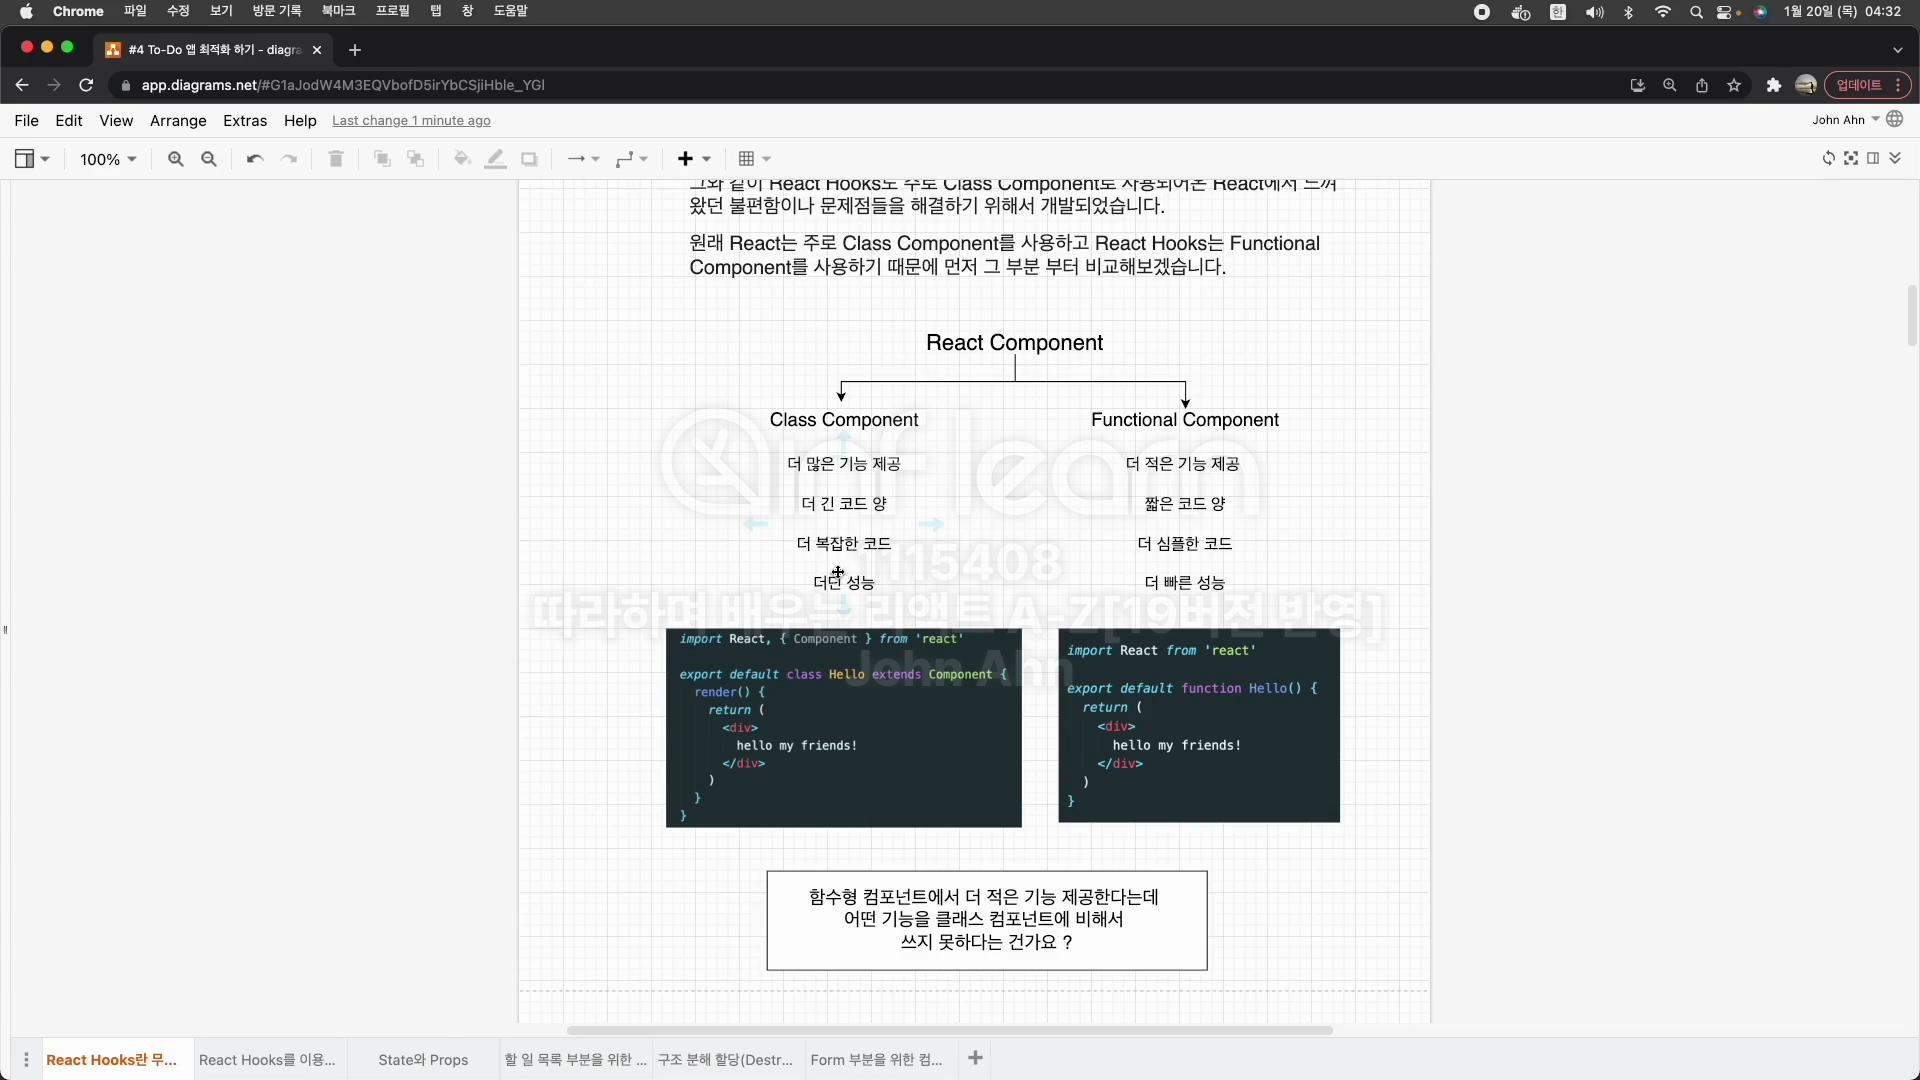 Chrome 파일 수정 보기 방문 기록 북마크 프로필 탭 창 도움말 한 1월 20일 (목) 04:32
#4 To-Do 앱 최적화 하기 - diagra
app.diagrams.net/#G1aJodW4M3EQVbofD5irYbCSjiHble_YGl 업데이트
File Edit View Arrange Extras Help Last change 1 minute ago John Ahn
100%
그와 같이 React Hooks도 주로 Class Component로 사용되어온 React에서 느껴
왔던 불편함이나 문제점들을 해결하기 위해서 개발되었습니다.
원래 React는 주로 Class Component를 사용하고 React Hooks는 Functional
Component를 사용하기 때문에 먼저 그 부분 부터 비교해보겠습니다.
React Component
Class Component Functional Component
inflearn
더 많은 기능 제공 더 적은 기능 제공
더 긴 코드 양 짧은 코드 양
더 복잡한 코드 더 심플한 코드
1115408
더딘 성능 더 빠른 성능
따라하며 배우는 리액트 A-Z[19버전 반영]
John Ahn
import React, { Component } from 'react'
export default class Hello extends Component {
render() {
return (
<div>
hello my friends!
</div>
)
}
}
import React from 'react'
export default function Hello() {
return (
<div>
hello my friends!
</div>
)
}
함수형 컴포넌트에서 더 적은 기능 제공한다는데
어떤 기능을 클래스 컴포넌트에 비해서
쓰지 못하다는 건가요 ?
React Hooks란 무... React Hooks를 이용... State와 Props 할 일 목록 부분을 위한 ... 구조 분해 할당(Destr... Form 부분을 위한 컴...